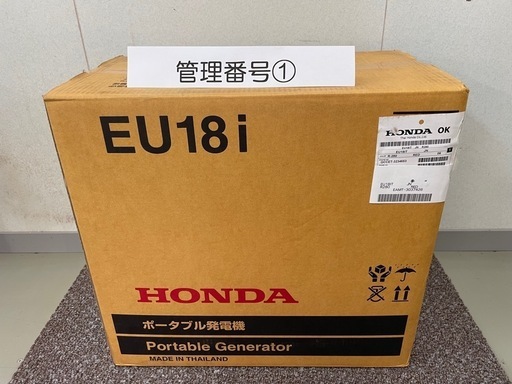 管理番号①
EU18i
HONDA OK
HONDA
ポータブル発電機
Portable Generator
MADE IN THAILAND